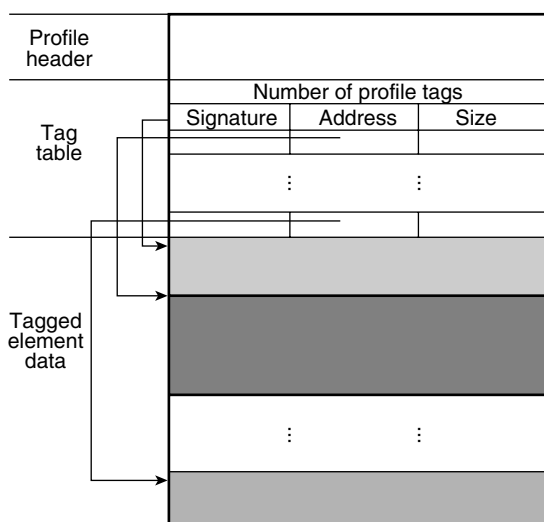 Profile
header
Number of profile tags
Signature Address Size
Tag
table
⋮ ⋮
Tagged
element
data
⋮ ⋮